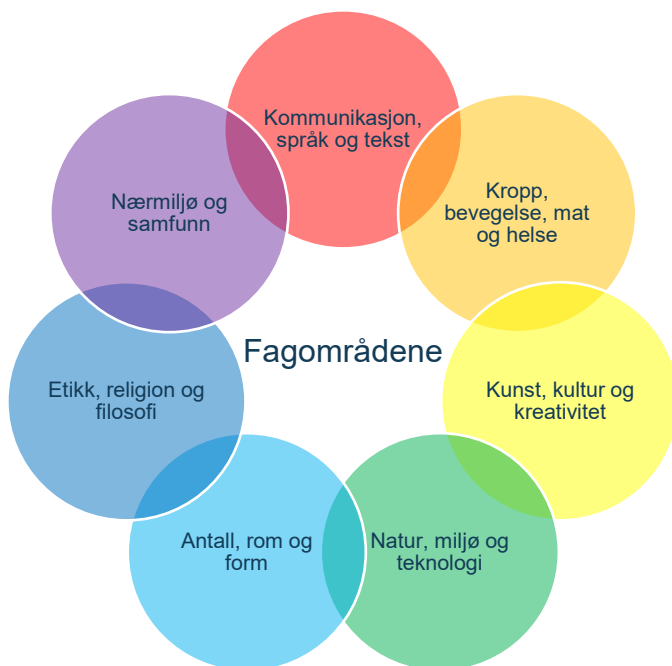 Kommunikasjon,
språk og tekst
Kropp,
bevegelse, mat
og helse
Kunst, kultur og
kreativitet
Natur, miljø og
teknologi
Antall, rom og
form
Etikk, religion og
filosofi
Nærmiljø og
samfunn
Fagområdene